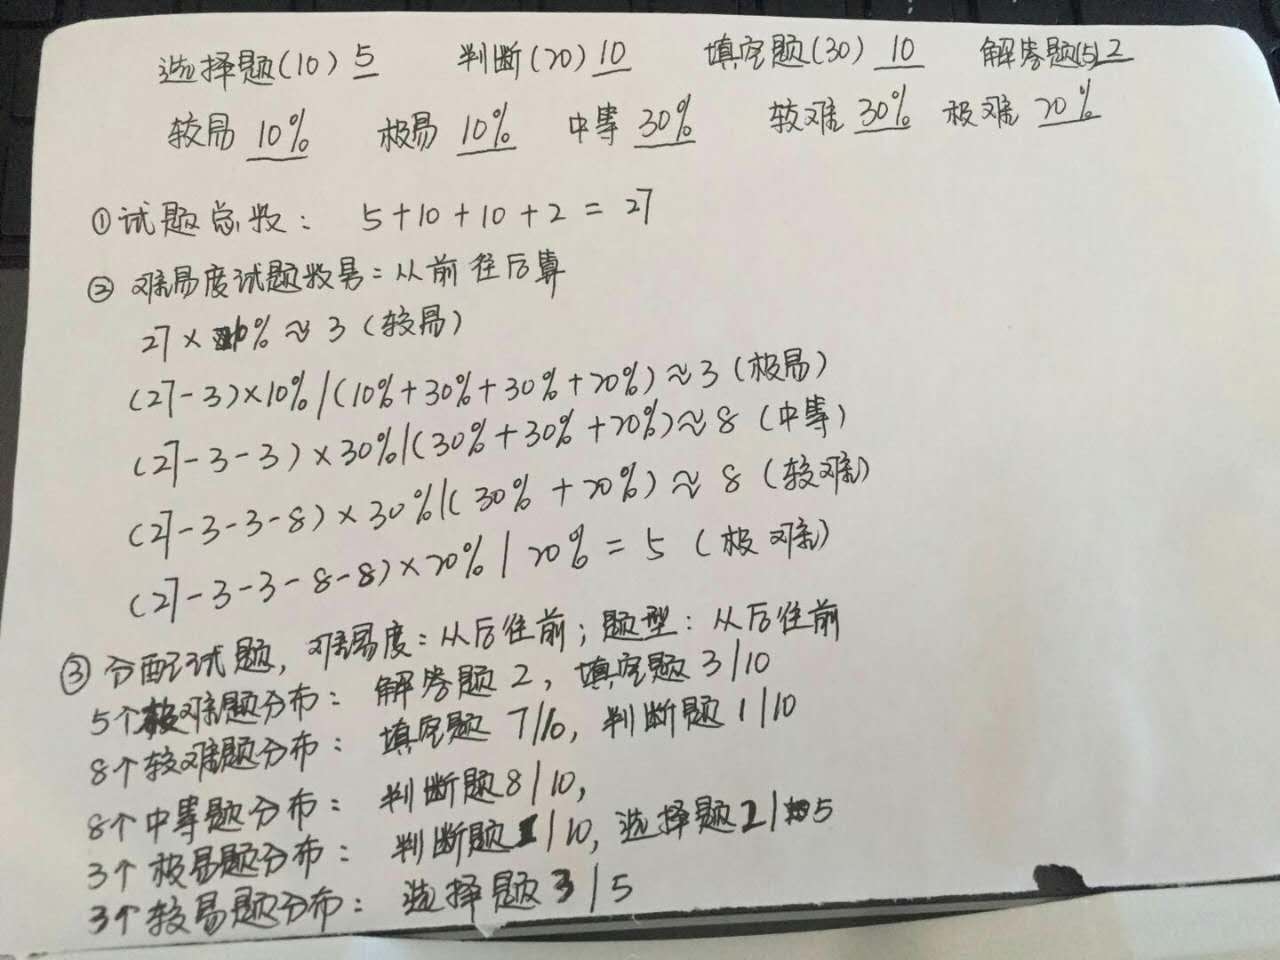 选择题(10) 5 判断(20) 10 填空题(30) 10 解答题(5) 2
较易 10% 极易 10% 中等 30% 较难 30% 极难 20%
①试题总数: 5+10+10+2=27
②难易度试题数量:从前往后算
27×10%≈3(较易)
(27-3)×10%/(10%+30%+30%+20%)≈3(极易)
(27-3-3)×30%/(30%+30%+20%)≈8(中等)
(27-3-3-8)×30%/(30%+20%)≈8(较难)
(27-3-3-8-8)×20%/20%=5(极难)
③分配试题,难易度:从后往前;题型:从后往前
5个极难题分布: 解答题2,填空题3/10
8个较难题分布: 填空题7/10,判断题1/10
8个中等题分布: 判断题8/10,
3个极易题分布: 判断题1/10,选择题2/5
3个较易题分布: 选择题3/5